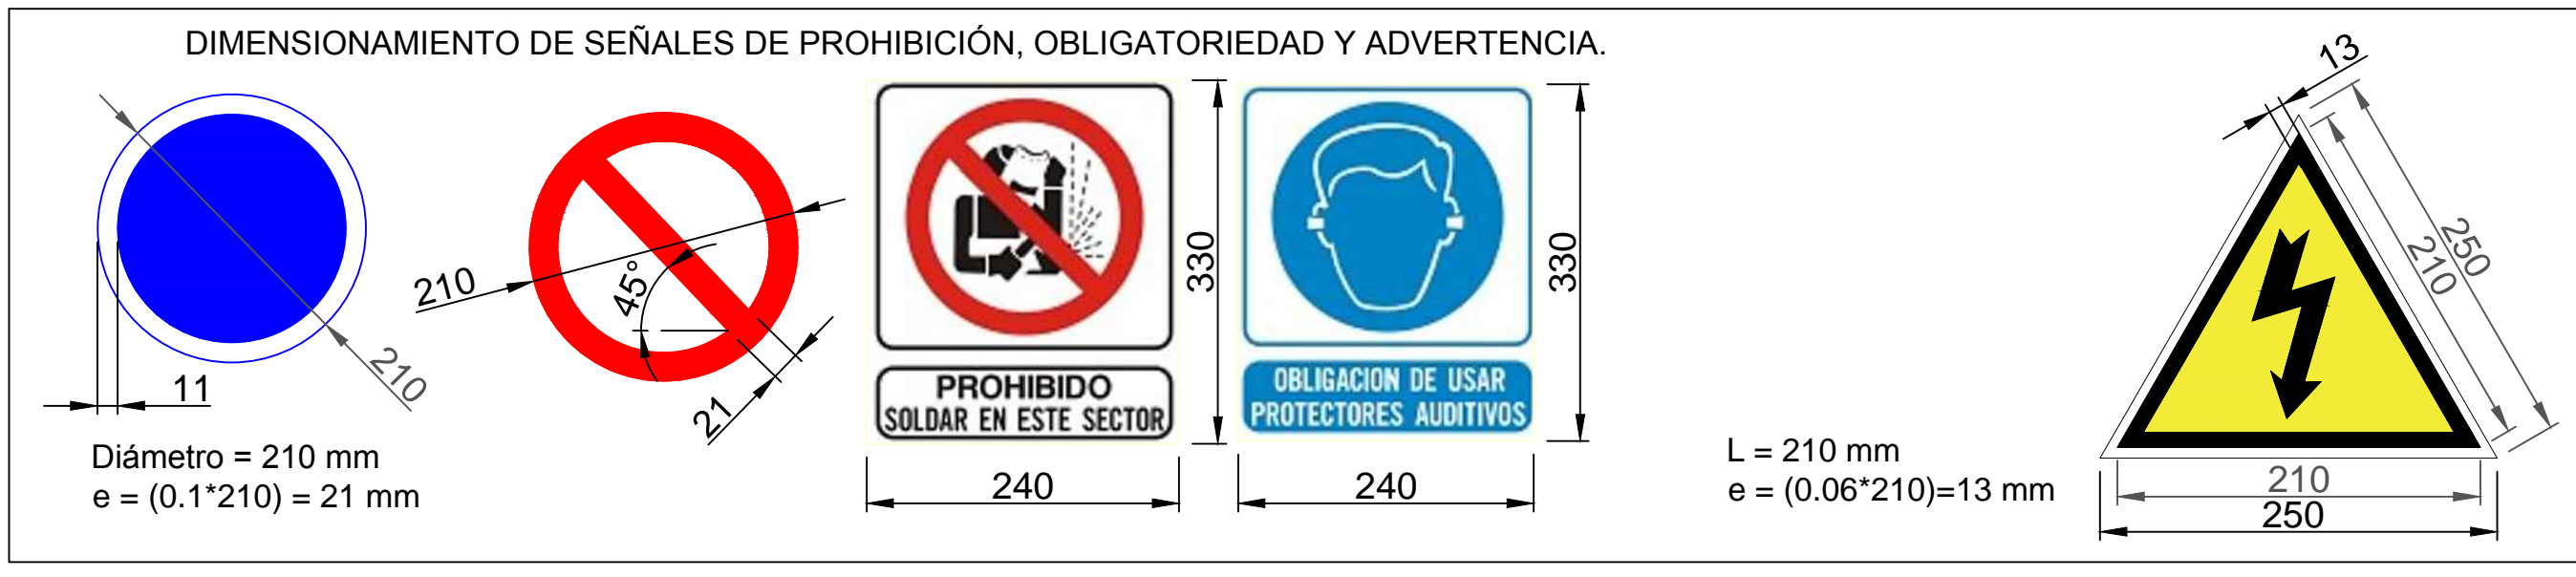 DIMENSIONAMIENTO DE SEÑALES DE PROHIBICIÓN, OBLIGATORIEDAD Y ADVERTENCIA.
210
11
Diámetro = 210 mm
e = (0.1*210) = 21 mm
210
45°
21
PROHIBIDO
SOLDAR EN ESTE SECTOR
330
240
OBLIGACION DE USAR
PROTECTORES AUDITIVOS
330
240
L = 210 mm
e = (0.06*210)=13 mm
13
250
210
210
250